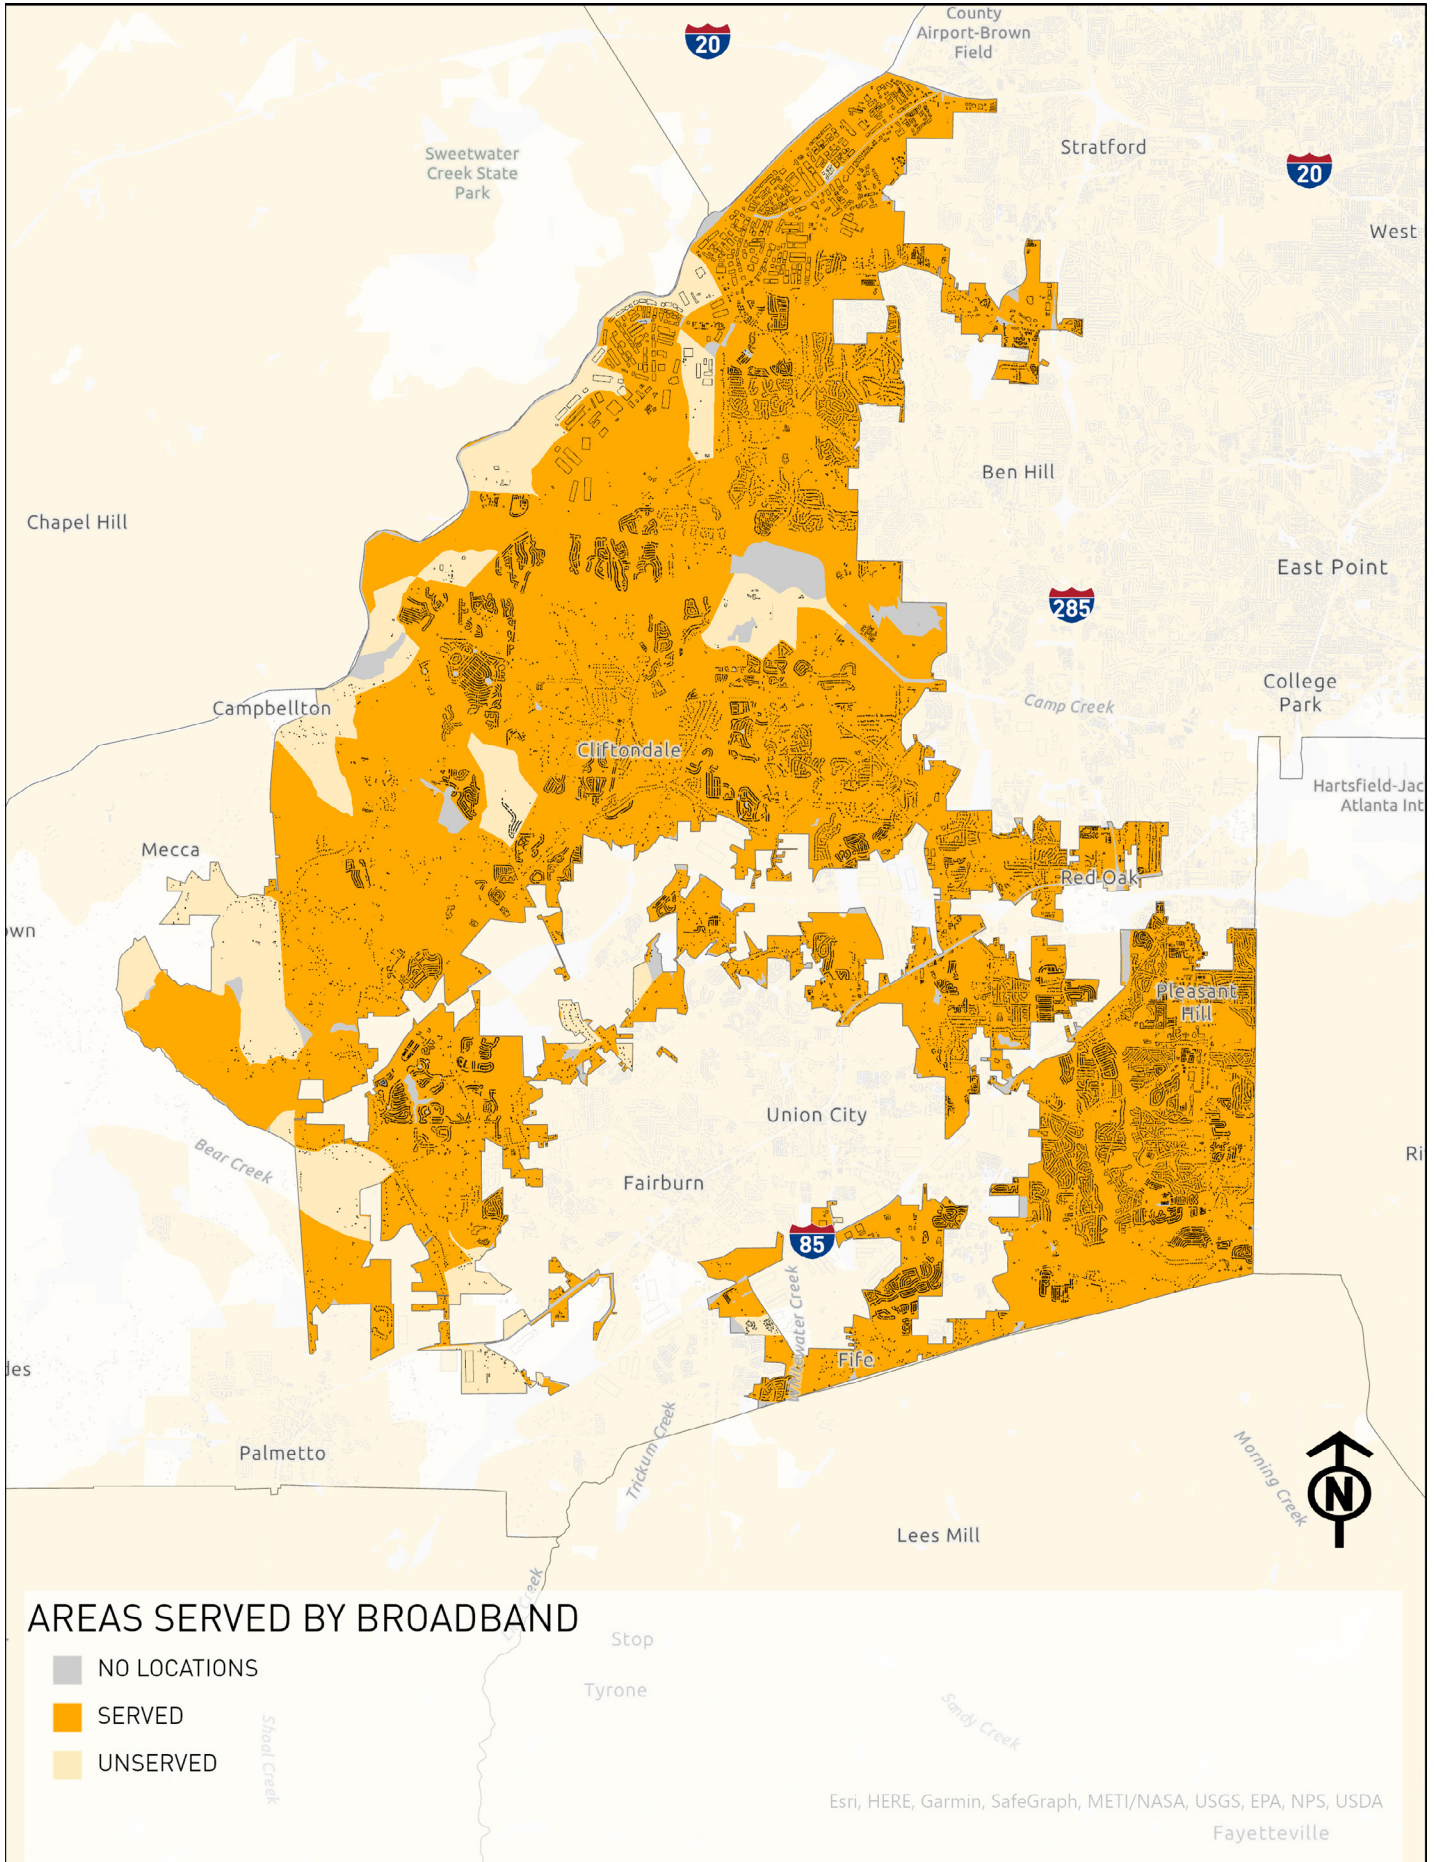 County
Airport-Brown
Field
20
Stratford
Sweetwater
Creek State
Park
20
West
Ben Hill
Chapel Hill
East Point
285
College
Park
Camp Creek
Campbellton
Cliftondale
Hartsfield-Jac
Atlanta Int
Mecca
Red Oak
own
Pleasant
Hill
Union City
Bear Creek
Ri
Fairburn
85
Whitewater Creek
Fife
des
Trickum Creek
Palmetto
Morning Creek
N
Lees Mill
Creek
AREAS SERVED BY BROADBAND
Stop
NO LOCATIONS
Tyrone
SERVED
Sandy Creek
Shoal Creek
UNSERVED
Esri, HERE, Garmin, SafeGraph, METI/NASA, USGS, EPA, NPS, USDA
Fayetteville